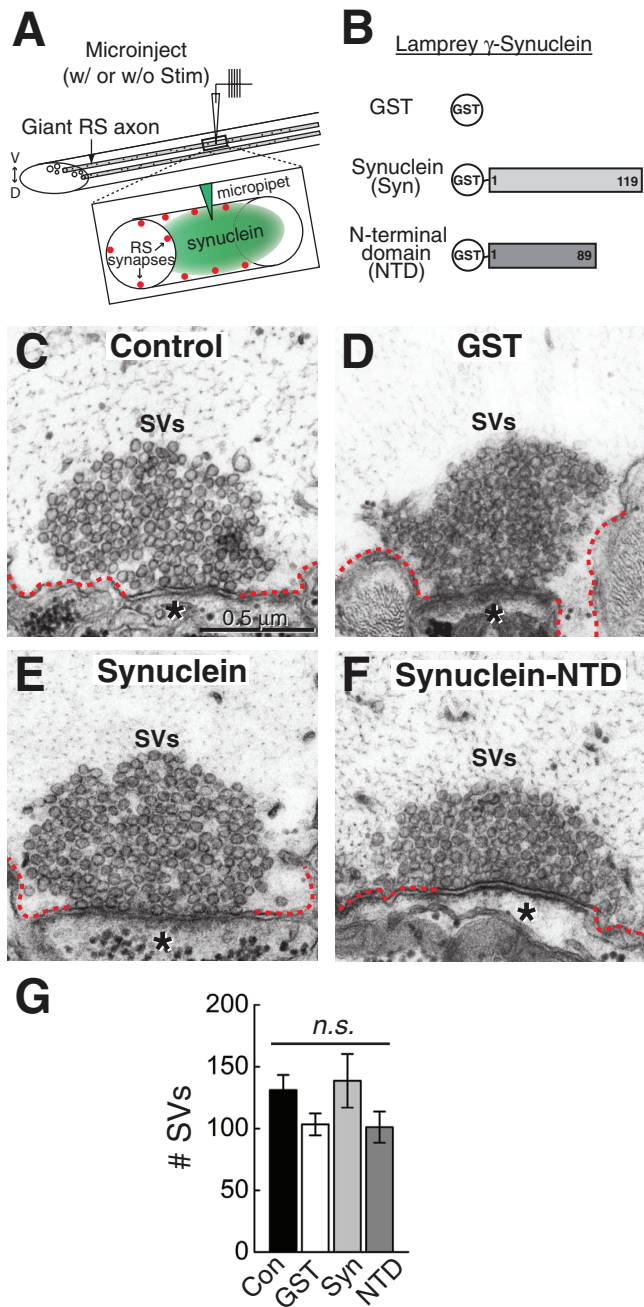 A
Microinject
(w/ or w/o Stim)
Giant RS axon
V
D
micropipet
synuclein
RS
synapses
B
Lamprey γ-Synuclein
GST
GST
Synuclein
(Syn)
GST
1
119
N-terminal
domain
(NTD)
GST
1
89
C
Control
SVs
*
0.5 μm
D
GST
SVs
*
E
Synuclein
SVs
*
F
Synuclein-NTD
SVs
*
G
# SVs
200
150
100
50
0
n.s.
Con
GST
Syn
NTD